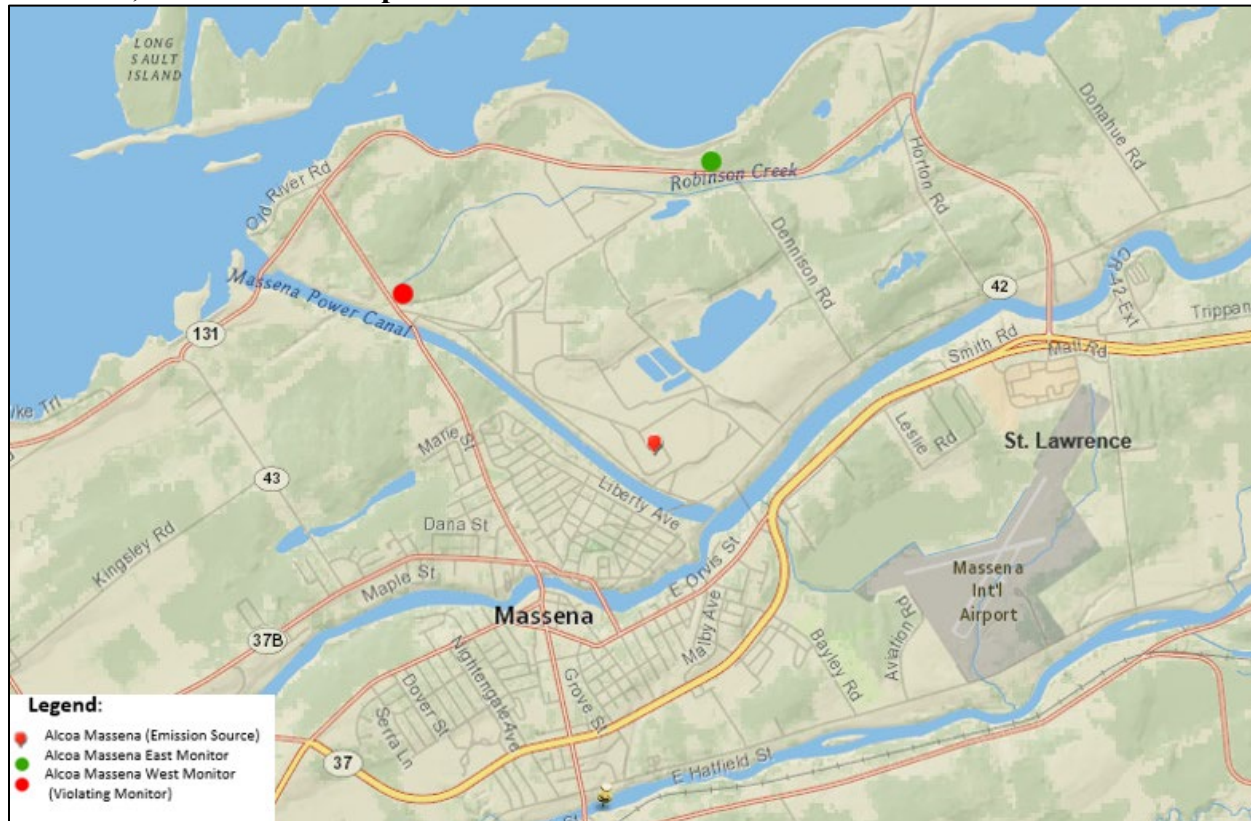 LONG
SAULT
ISLAND
Old River Rd
Robinson Creek
Donahue Rd
Horton Rd
Dennison Rd
Massena Power Canal
131
42
CR-42-Ext
Trippan
Smith Rd
Mall Rd
Leslie Rd
St. Lawrence
Marie St
43
Liberty Ave
Dana St
Kingsley Rd
Maple St
E Orvis St
Massena
Massena
Int'l
Airport
37B
Malby Ave
Aviation Rd
Bayley Rd
Nightengale Ave
Dover St
Grove St
Serra Ln
37
E Hatfield St
Legend:
Alcoa Massena (Emission Source)
Alcoa Massena East Monitor
Alcoa Massena West Monitor
(Violating Monitor)